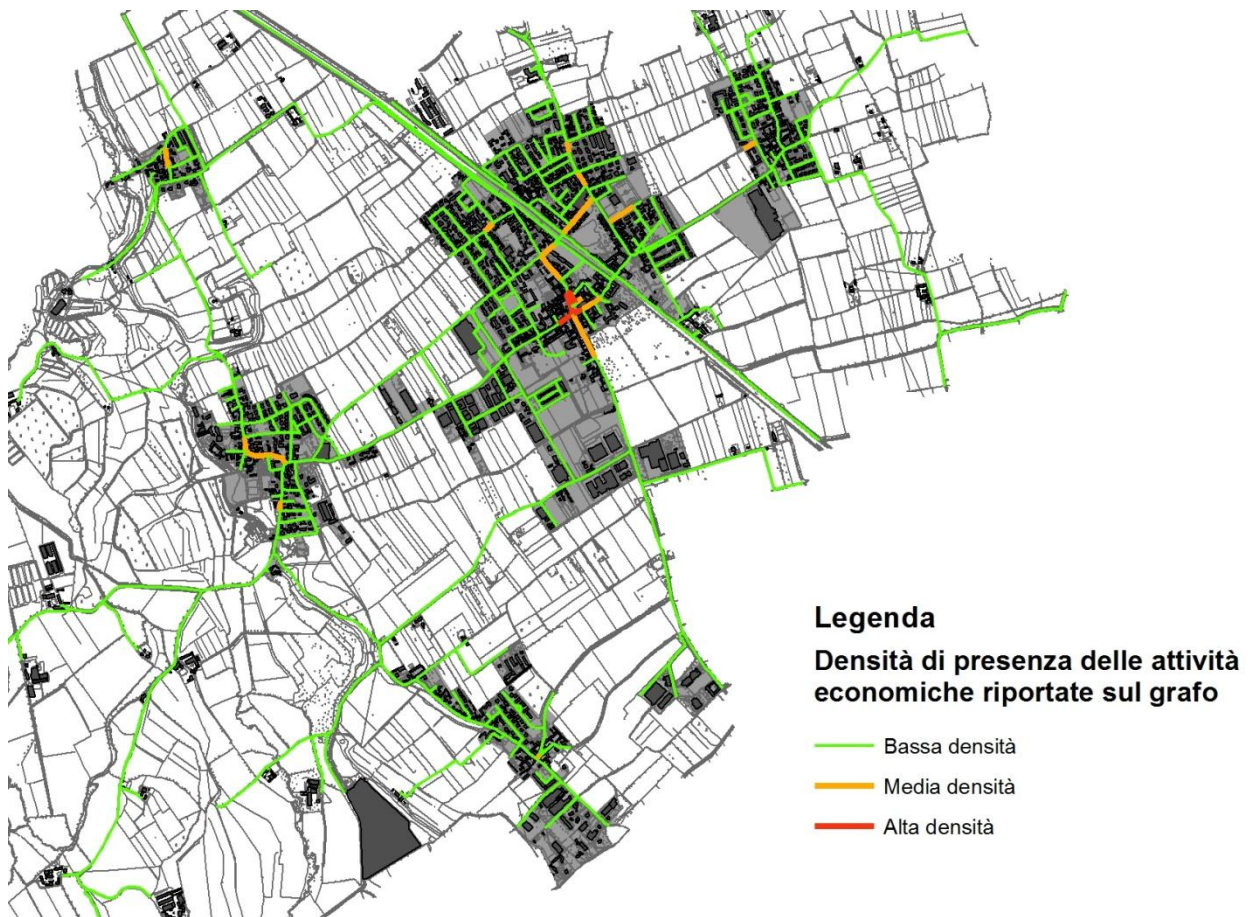 Legenda
Densità di presenza delle attività
economiche riportate sul grafo
Bassa densità
Media densità
Alta densità